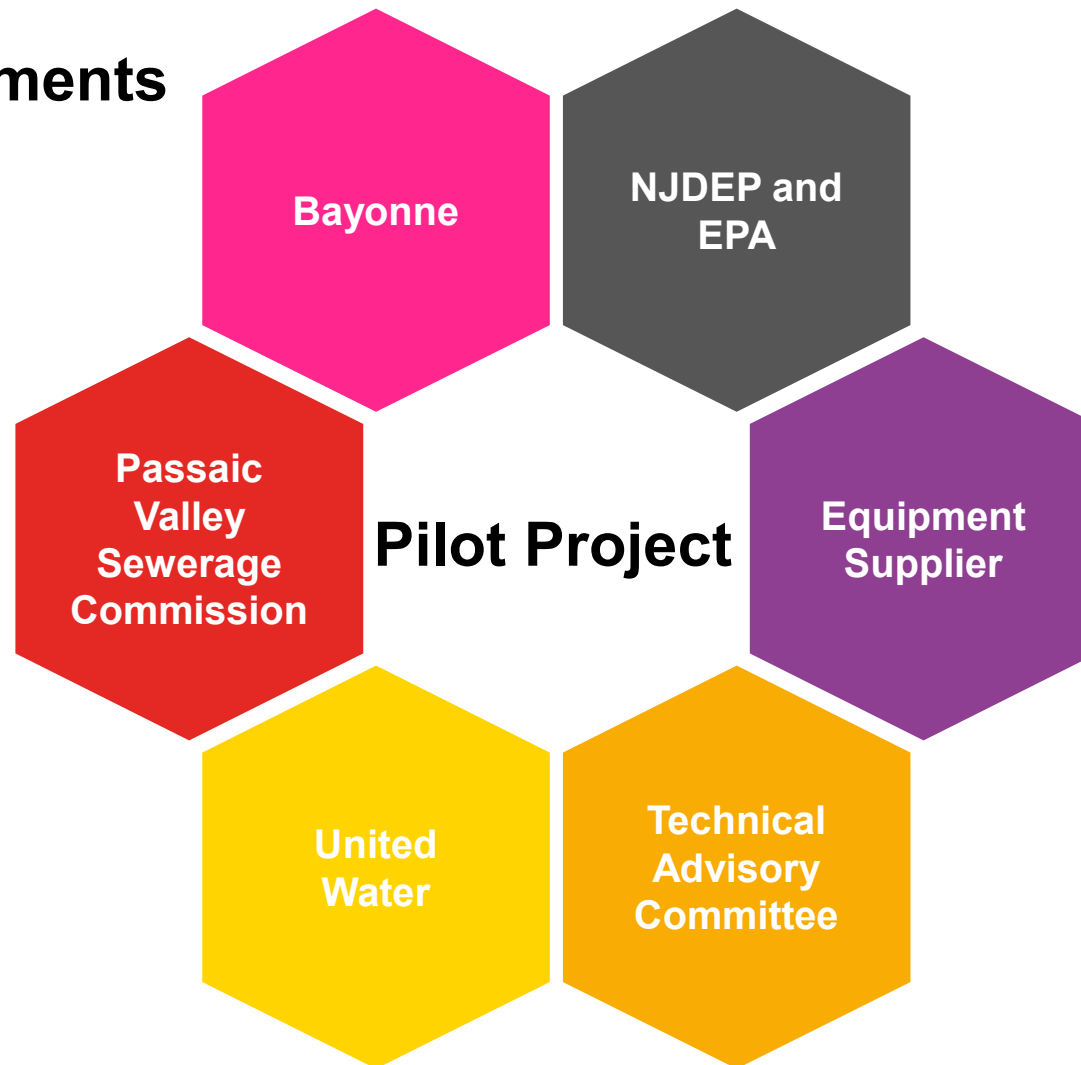 ments
Bayonne
NJDEP and
EPA
Passaic
Valley
Sewerage
Commission
Pilot Project
Equipment
Supplier
United
Water
Technical
Advisory
Committee